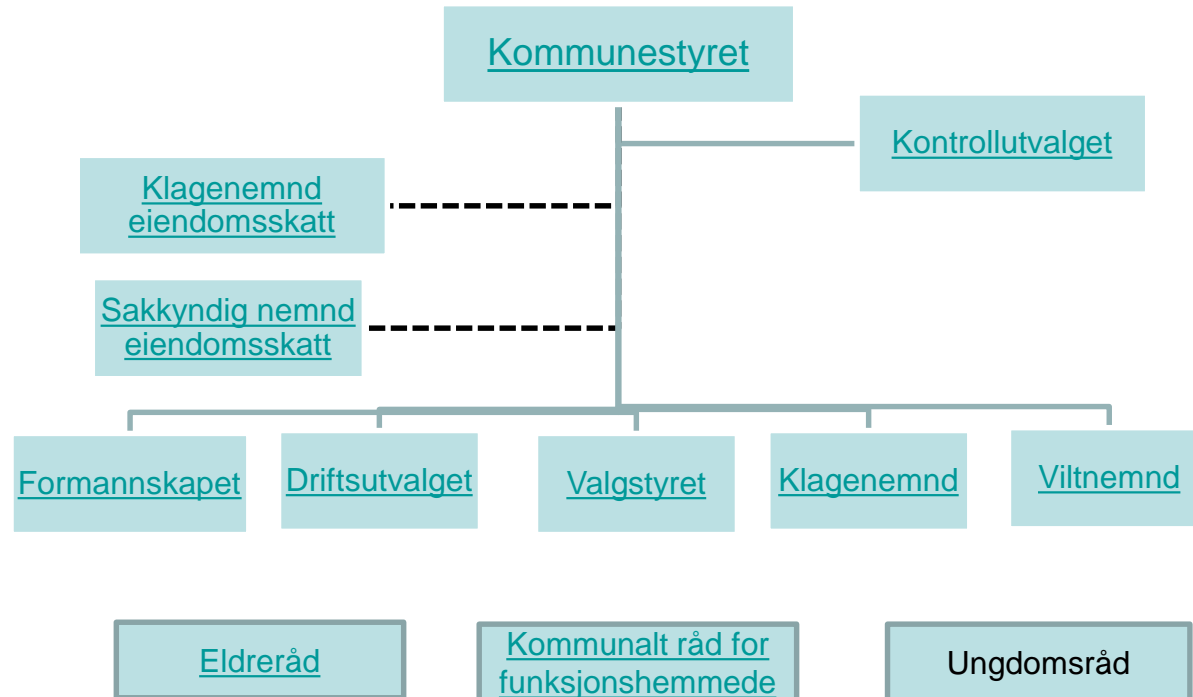 Kommunestyret
Kontrollutvalget
Klagenemnd
eiendomsskatt
Sakkyndig nemnd
eiendomsskatt
Formannskapet
Driftsutvalget
Valgstyret
Klagenemnd
Viltnemnd
Eldreråd
Kommunalt råd for
funksjonshemmede
Ungdomsråd